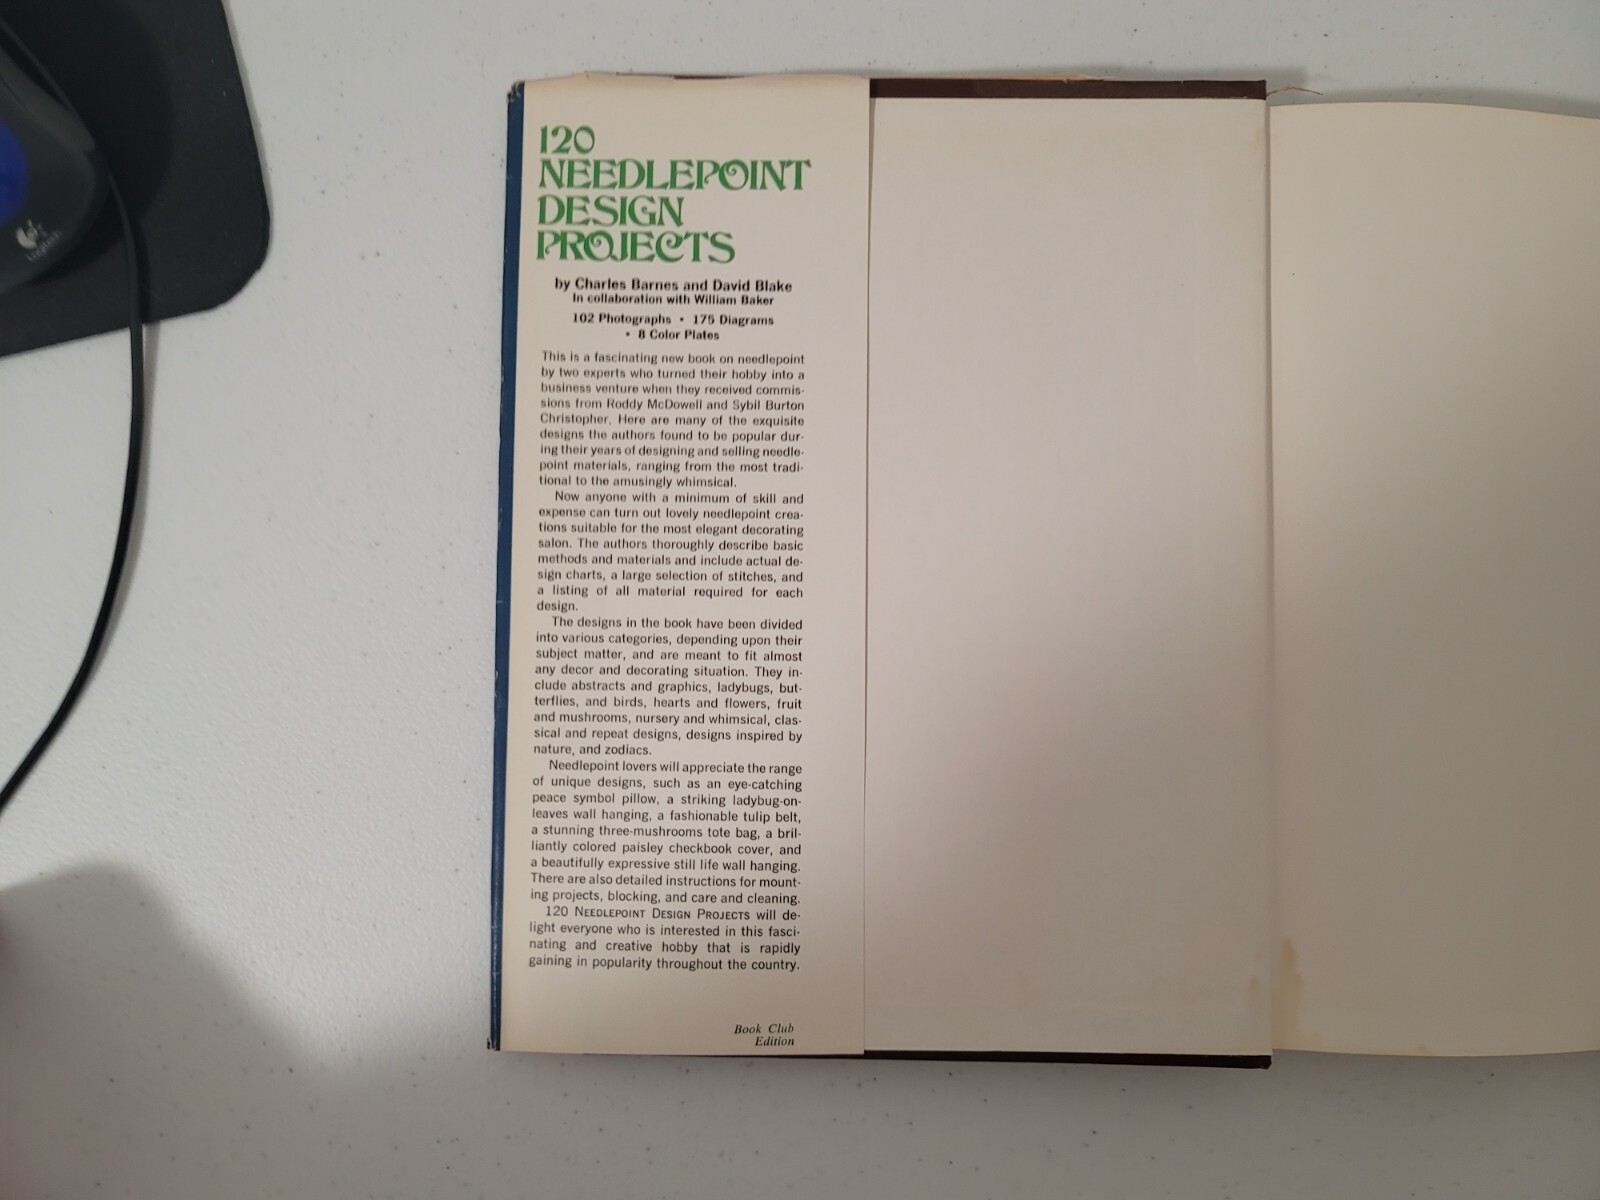 Logitech
120
NEEDLEPOINT
DESIGN
PROJECTS
by Charles Barnes and David Blake
In collaboration with William Baker
102 Photographs • 175 Diagrams
• 8 Color Plates
This is a fascinating new book on needlepoint
by two experts who turned their hobby into a
business venture when they received commis-
sions from Roddy McDowell and Sybil Burton
Christopher. Here are many of the exquisite
designs the authors found to be popular dur-
ing their years of designing and selling needle-
point materials, ranging from the most tradi-
tional to the amusingly whimsical.
Now anyone with a minimum of skill and
expense can turn out lovely needlepoint crea-
tions suitable for the most elegant decorating
salon. The authors thoroughly describe basic
methods and materials and include actual de-
sign charts, a large selection of stitches, and
a listing of all material required for each
design.
The designs in the book have been divided
into various categories, depending upon their
subject matter, and are meant to fit almost
any decor and decorating situation. They in-
clude abstracts and graphics, ladybugs, but-
terflies, and birds, hearts and flowers, fruit
and mushrooms, nursery and whimsical, clas-
sical and repeat designs, designs inspired by
nature, and zodiacs.
Needlepoint lovers will appreciate the range
of unique designs, such as an eye-catching
peace symbol pillow, a striking ladybug-on-
leaves wall hanging, a fashionable tulip belt,
a stunning three-mushrooms tote bag, a bril-
liantly colored paisley checkbook cover, and
a beautifully expressive still life wall hanging.
There are also detailed instructions for mount-
ing projects, blocking, and care and cleaning.
120 NEEDLEPOINT DESIGN PROJECTS will de-
light everyone who is interested in this fasci-
nating and creative hobby that is rapidly
gaining in popularity throughout the country.
Book Club
Edition